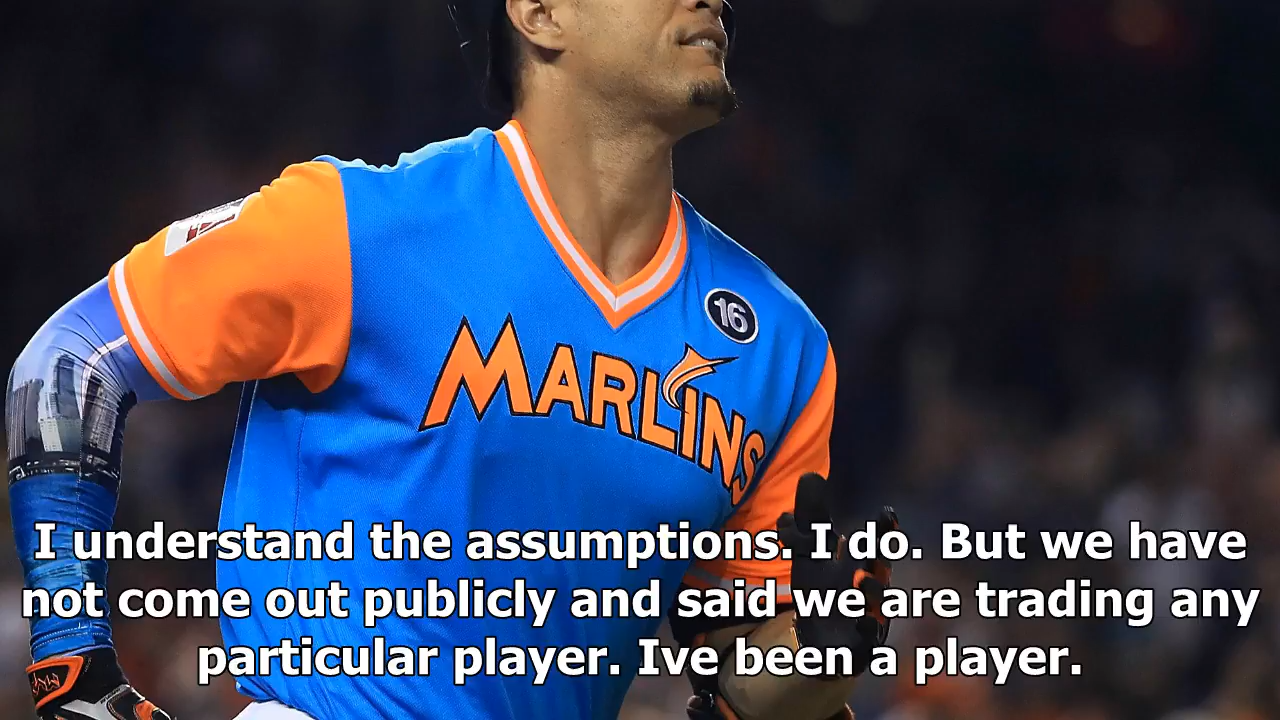 16
MARLINS
I understand the assumptions. I do. But we have
not come out publicly and said we are trading any
particular player. Ive been a player.